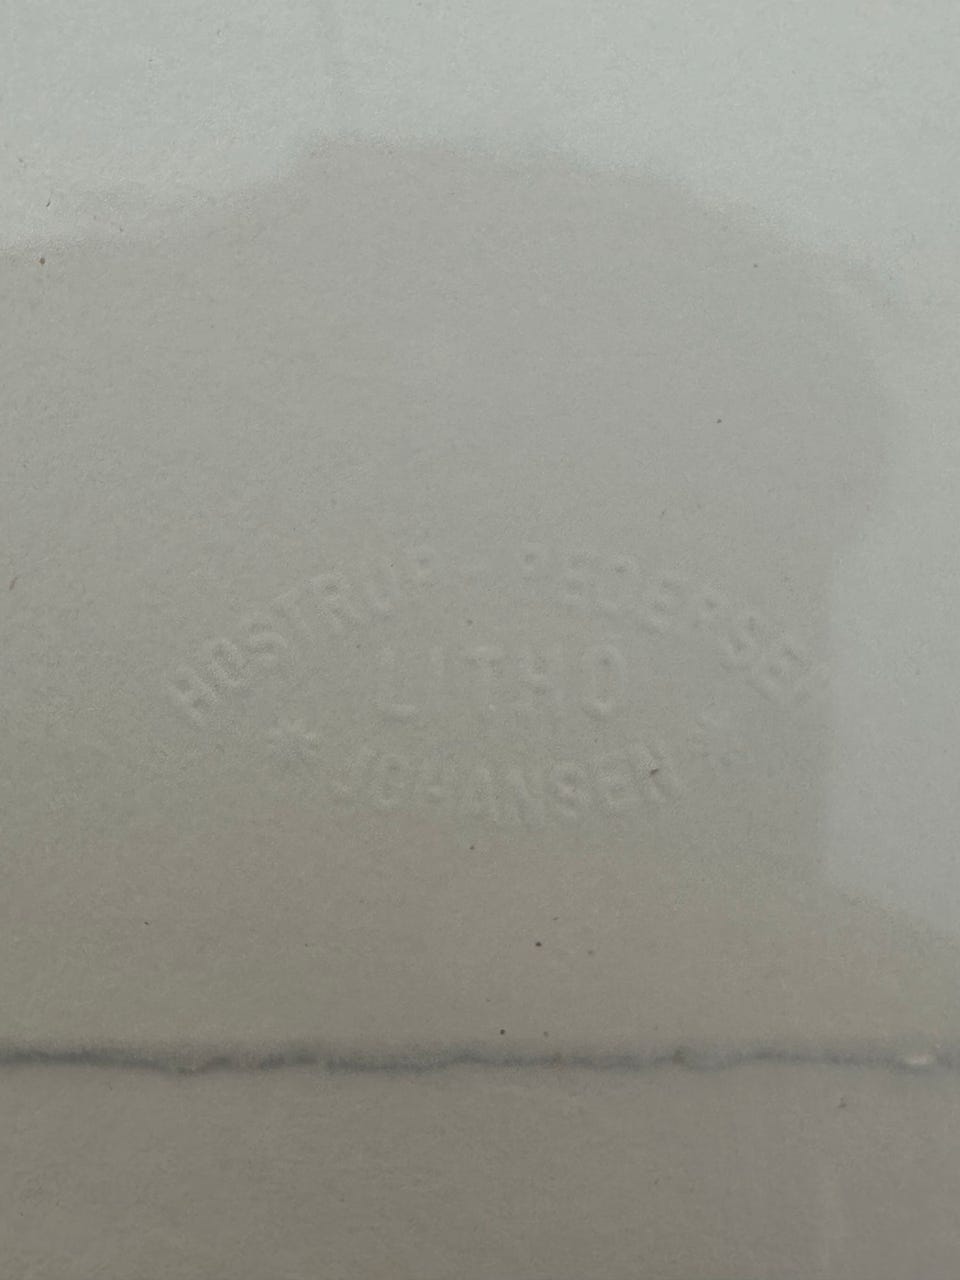 HOSTRUP-PEDERSEN
LITHO
* JOHANSEN *